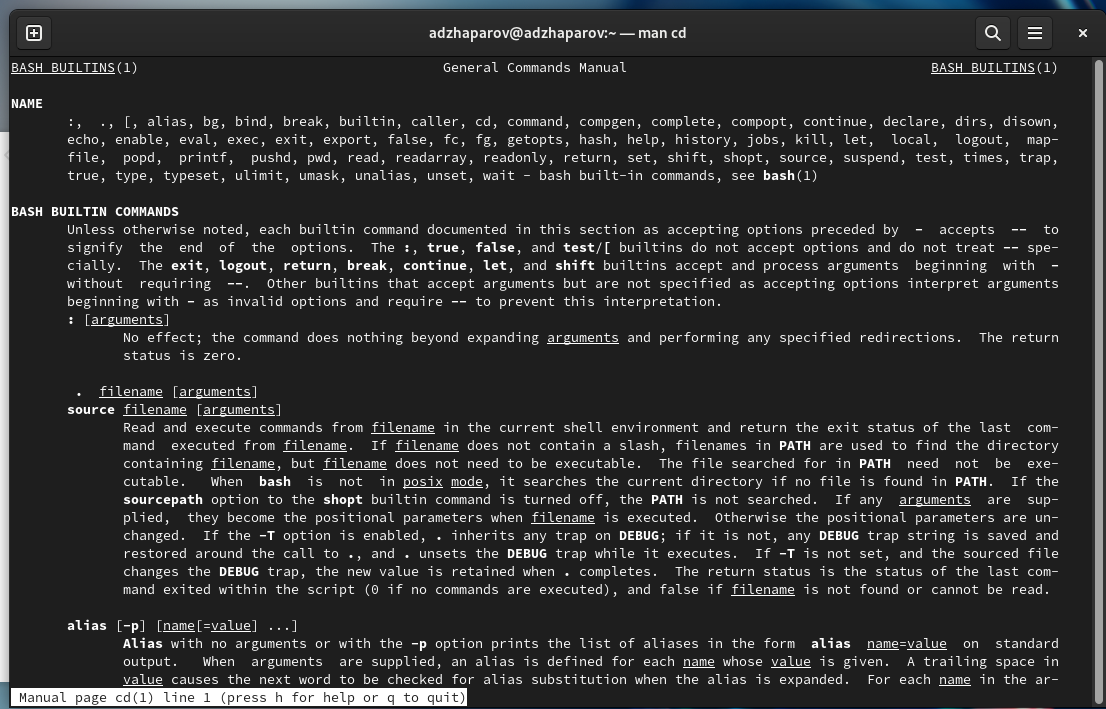 adzhaparov@adzhaparov:~ — man cd
BASH BUILTINS(1) General Commands Manual BASH BUILTINS(1)
NAME
:, ., [, alias, bg, bind, break, builtin, caller, cd, command, compgen, complete, compopt, continue, declare, dirs, disown,
echo, enable, eval, exec, exit, export, false, fc, fg, getopts, hash, help, history, jobs, kill, let, local, logout, map-
file, popd, printf, pushd, pwd, read, readarray, readonly, return, set, shift, shopt, source, suspend, test, times, trap,
true, type, typeset, ulimit, umask, unalias, unset, wait - bash built-in commands, see bash(1)
BASH BUILTIN COMMANDS
Unless otherwise noted, each builtin command documented in this section as accepting options preceded by - accepts -- to
signify the end of the options. The :, true, false, and test/[ builtins do not accept options and do not treat -- spe-
cially. The exit, logout, return, break, continue, let, and shift builtins accept and process arguments beginning with -
without requiring --. Other builtins that accept arguments but are not specified as accepting options interpret arguments
beginning with - as invalid options and require -- to prevent this interpretation.
: [arguments]
No effect; the command does nothing beyond expanding arguments and performing any specified redirections. The return
status is zero.
. filename [arguments]
source filename [arguments]
Read and execute commands from filename in the current shell environment and return the exit status of the last com-
mand executed from filename. If filename does not contain a slash, filenames in PATH are used to find the directory
containing filename, but filename does not need to be executable. The file searched for in PATH need not be exe-
cutable. When bash is not in posix mode, it searches the current directory if no file is found in PATH. If the
sourcepath option to the shopt builtin command is turned off, the PATH is not searched. If any arguments are sup-
plied, they become the positional parameters when filename is executed. Otherwise the positional parameters are un-
changed. If the -T option is enabled, . inherits any trap on DEBUG; if it is not, any DEBUG trap string is saved and
restored around the call to ., and . unsets the DEBUG trap while it executes. If -T is not set, and the sourced file
changes the DEBUG trap, the new value is retained when . completes. The return status is the status of the last com-
mand exited within the script (0 if no commands are executed), and false if filename is not found or cannot be read.
alias [-p] [name[=value] ...]
Alias with no arguments or with the -p option prints the list of aliases in the form alias name=value on standard
output. When arguments are supplied, an alias is defined for each name whose value is given. A trailing space in
value causes the next word to be checked for alias substitution when the alias is expanded. For each name in the ar-
Manual page cd(1) line 1 (press h for help or q to quit)